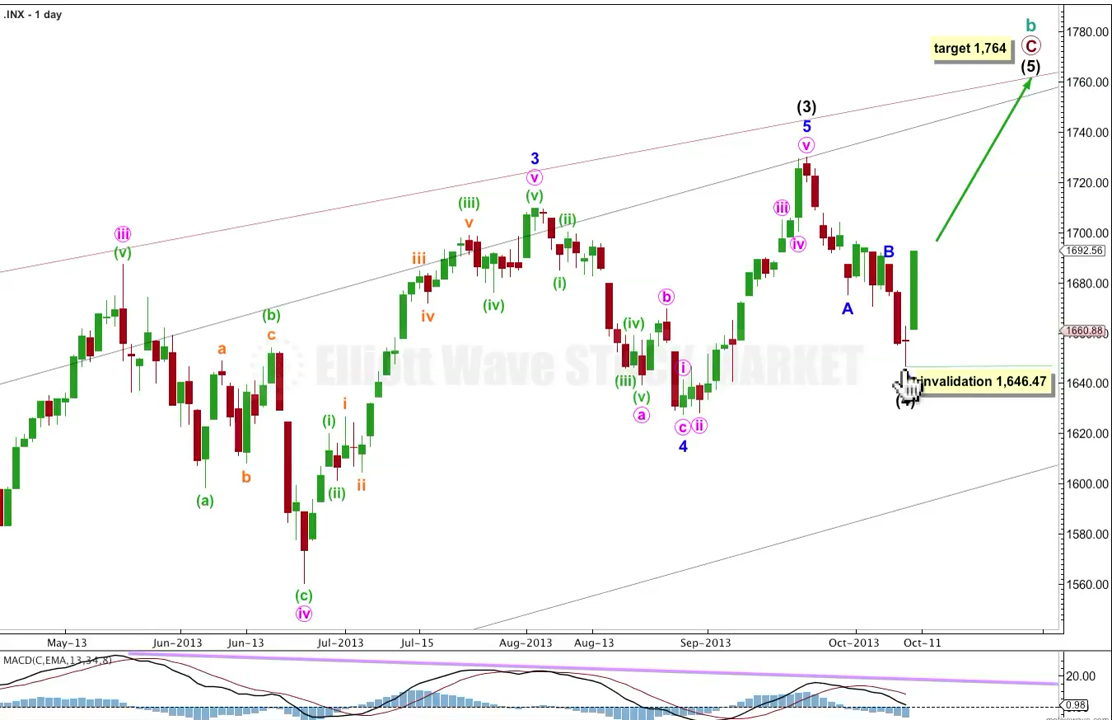 .INX - 1 day
b
C
(5)
target 1,764
1780.00
1760.00
1740.00
1720.00
1700.00
1692.56
1680.00
1660.88
1640.00
1620.00
1600.00
1580.00
1560.00
(3)
5
v
3
v
(v)
(iii)
v
(ii)
iii
iv
iii
(v)
iii
iv
(iv)
(i)
B
A
b
(b)
c
a
(iv)
i
(iii)
(v)
a
c
ii
4
i
(i)
(ii)
ii
b
(a)
(c)
iv
Elliott Wave STOCK MARKET
invalidation 1,646.47
May-13
Jun-2013
Jun-13
Jul-2013
Jul-15
Aug-2013
Aug-13
Sep-2013
Oct-2013
Oct-11
MACD(C,EMA,13,34,8)
20.00
0.98